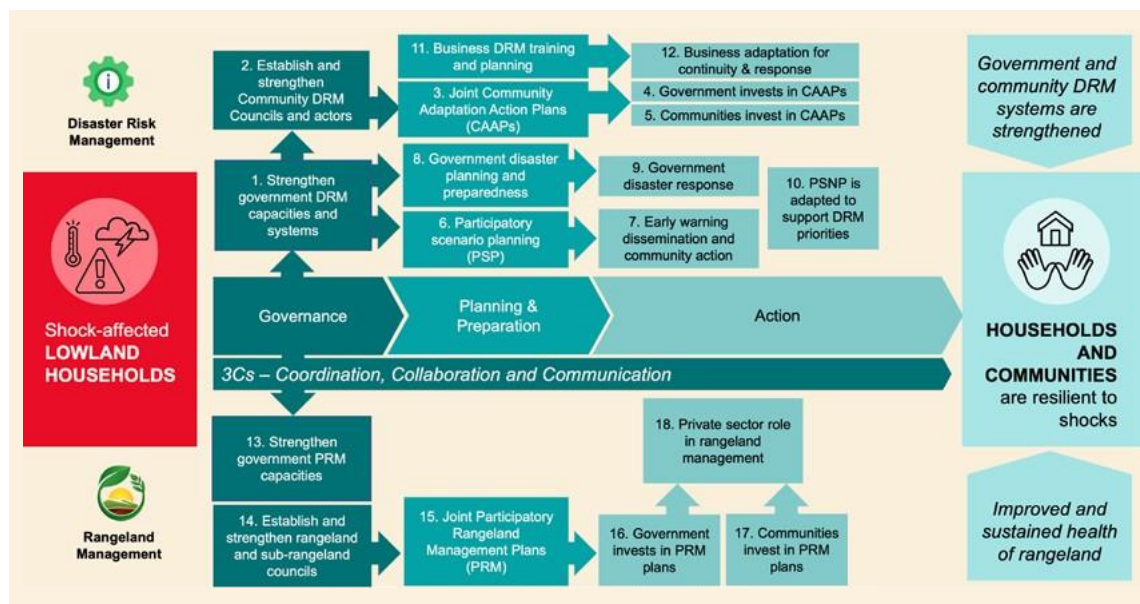 Disaster Risk
Management
2. Establish and
strengthen
Community DRM
Councils and actors
11. Business DRM training
and planning
12. Business adaptation for
continuity & response
3. Joint Community
Adaptation Action Plans
(CAAPs)
4. Government invests in CAAPs
5. Communities invest in CAAPs
Government and
community DRM
systems are
strengthened
1. Strengthen
government DRM
capacities and
systems
8. Government disaster
planning and
preparedness
9. Government
disaster response
6. Participatory
scenario planning
(PSP)
7. Early warning
dissemination and
community action
10. PSNP is
adapted to
support DRM
priorities
Shock-affected
LOWLAND
HOUSEHOLDS
Governance
Planning &
Preparation
Action
3Cs – Coordination, Collaboration and Communication
HOUSEHOLDS
AND
COMMUNITIES
are resilient to
shocks
13. Strengthen
government PRM
capacities
18. Private sector role
in rangeland
management
Rangeland
Management
14. Establish and
strengthen rangeland
and sub-rangeland
councils
15. Joint Participatory
Rangeland
Management Plans
(PRM)
16. Government
invests in PRM
plans
17. Communities
invest in PRM
plans
Improved and
sustained health
of rangeland